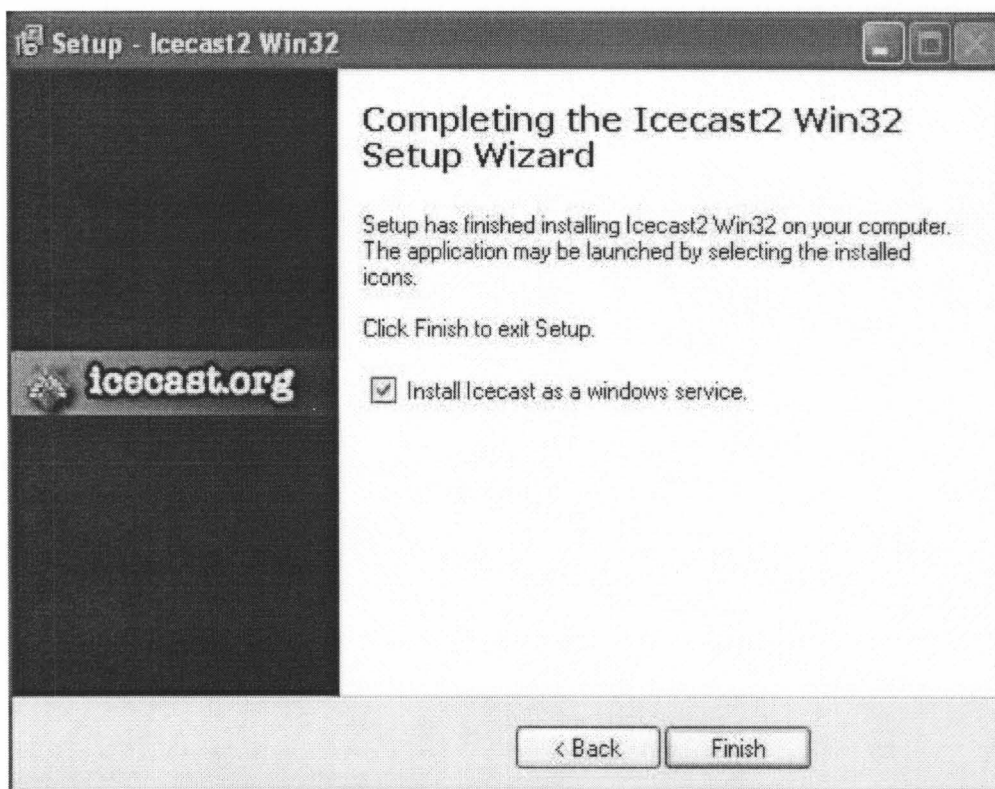 Setup - Icecast2 Win32
Completing the Icecast2 Win32
Setup Wizard
Setup has finished installing Icecast2 Win32 on your computer.
The application may be launched by selecting the installed
icons.
Click Finish to exit Setup.
icecast.org
Install Icecast as a windows service.
< Back
Finish